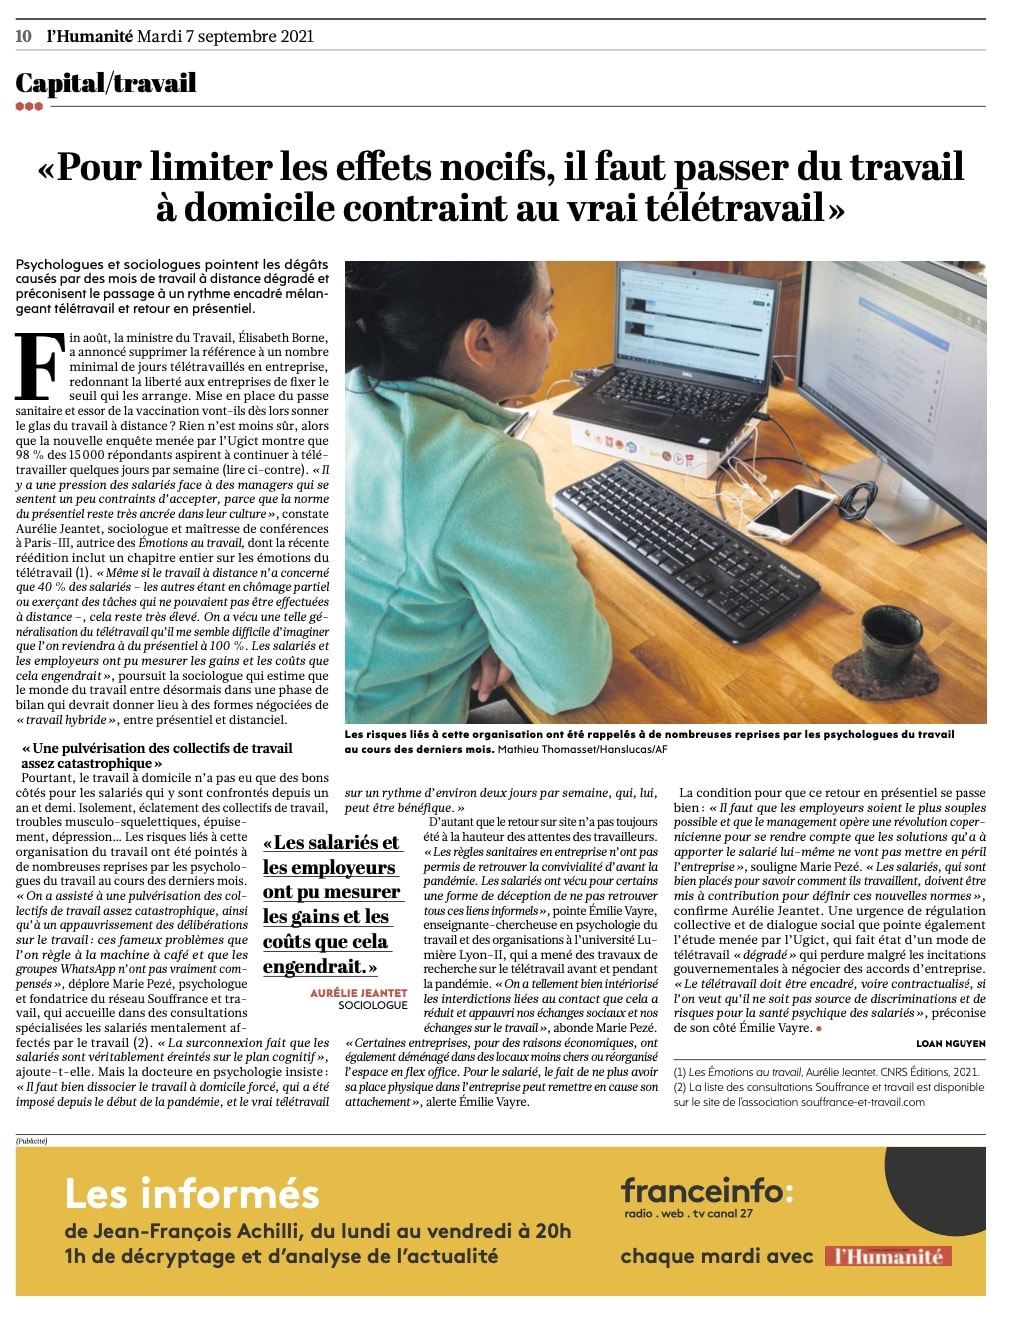 10 l'Humanité Mardi 7 septembre 2021
Capital/travail
«Pour limiter les effets nocifs, il faut passer du travail
à domicile contraint au vrai télétravail»
Psychologues et sociologues pointent les dégâts
causés par des mois de travail à distance dégradé et
préconisent le passage à un rythme encadré mélan-
geant télétravail et retour en présentiel.
Fin août, la ministre du Travail, Élisabeth Borne,
a annoncé supprimer la référence à un nombre
minimal de jours télétravaillés en entreprise,
redonnant la liberté aux entreprises de fixer le
seuil qui les arrange. Mise en place du passe
sanitaire et essor de la vaccination vont-ils dès lors sonner
le glas du travail à distance ? Rien n'est moins sûr, alors
que la nouvelle enquête menée par l'Ugict montre que
98 % des 15 000 répondants aspirent à continuer à télé-
travailler quelques jours par semaine (lire ci-contre). « Il
y a une pression des salariés face à des managers qui se
sentent un peu contraints d'accepter, parce que la norme
du présentiel reste très ancrée dans leur culture », constate
Aurélie Jeantet, sociologue et maîtresse de conférences
à Paris-III, autrice des Émotions au travail, dont la récente
réédition inclut un chapitre entier sur les émotions du
télétravail (1). « Même si le travail à distance n'a concerné
que 40 % des salariés – les autres étant en chômage partiel
ou exerçant des tâches qui ne pouvaient pas être effectuées
à distance –, cela reste très élevé. On a vécu une telle gé-
néralisation du télétravail qu'il me semble difficile d'imaginer
que l'on reviendra à du présentiel à 100 %. Les salariés et
les employeurs ont pu mesurer les gains et les coûts que
cela engendrait », poursuit la sociologue qui estime que
le monde du travail entre désormais dans une phase de
bilan qui devrait donner lieu à des formes négociées de
« travail hybride », entre présentiel et distanciel.
« Une pulvérisation des collectifs de travail
assez catastrophique »
Pourtant, le travail à domicile n'a pas eu que des bons
côtés pour les salariés qui y sont confrontés depuis un
an et demi. Isolement, éclatement des collectifs de travail,
troubles musculo-squelettiques, épuise-
ment, dépression… Les risques liés à cette
organisation du travail ont été pointés à
de nombreuses reprises par les psycholo-
gues du travail au cours des derniers mois.
« On a assisté à une pulvérisation des col-
lectifs de travail assez catastrophique, ainsi
qu'à un appauvrissement des délibérations
sur le travail : ces fameux problèmes que
l'on règle à la machine à café et que les
groupes WhatsApp n'ont pas vraiment com-
pensés », déplore Marie Pezé, psychologue
et fondatrice du réseau Souffrance et tra-
vail, qui accueille dans des consultations
spécialisées les salariés mentalement af-
fectés par le travail (2). « La surconnexion fait que les
salariés sont véritablement éreintés sur le plan cognitif »,
ajoute-t-elle. Mais la docteure en psychologie insiste :
« Il faut bien dissocier le travail à domicile forcé, qui a été
imposé depuis le début de la pandémie, et le vrai télétravail
Les risques liés à cette organisation ont été rappelés à de nombreuses reprises par les psychologues du travail
au cours des derniers mois. Mathieu Thomasset/Hanslucas/AF
sur un rythme d'environ deux jours par semaine, qui, lui,
peut être bénéfique. »
D'autant que le retour sur site n'a pas toujours
été à la hauteur des attentes des travailleurs.
« Les règles sanitaires en entreprise n'ont pas
permis de retrouver la convivialité d'avant la
pandémie. Les salariés ont vécu pour certains
une forme de déception de ne pas retrouver
tous ces liens informels », pointe Émilie Vayre,
enseignante-chercheuse en psychologie du
travail et des organisations à l'université Lu-
mière Lyon-II, qui a mené des travaux de
recherche sur le télétravail avant et pendant
la pandémie. « On a tellement bien intériorisé
les interdictions liées au contact que cela a
réduit et appauvri nos échanges sociaux et nos
échanges sur le travail », abonde Marie Pezé.
« Certaines entreprises, pour des raisons économiques, ont
également déménagé dans des locaux moins chers ou réorganisé
l'espace en flex office. Pour le salarié, le fait de ne plus avoir
sa place physique dans l'entreprise peut remettre en cause son
attachement », alerte Émilie Vayre.
« Les salariés et
les employeurs
ont pu mesurer
les gains et les
coûts que cela
engendrait. »
AURÉLIE JEANTET
SOCIOLOGUE
La condition pour que ce retour en présentiel se passe
bien : « Il faut que les employeurs soient le plus souples
possible et que le management opère une révolution coper-
nicienne pour se rendre compte que les solutions qu'a à
apporter le salarié lui-même ne vont pas mettre en péril
l'entreprise », souligne Marie Pezé. « Les salariés, qui sont
bien placés pour savoir comment ils travaillent, doivent être
mis à contribution pour définir ces nouvelles normes »,
confirme Aurélie Jeantet. Une urgence de régulation
collective et de dialogue social que pointe également
l'étude menée par l'Ugict, qui fait état d'un mode de
télétravail « dégradé » qui perdure malgré les incitations
gouvernementales à négocier des accords d'entreprise.
« Le télétravail doit être encadré, voire contractualisé, si
l'on veut qu'il ne soit pas source de discriminations et de
risques pour la santé psychique des salariés », préconise
de son côté Émilie Vayre.
LOAN NGUYEN
(1) Les Émotions au travail, Aurélie Jeantet. CNRS Éditions, 2021.
(2) La liste des consultations Souffrance et travail est disponible
sur le site de l'association souffrance-et-travail.com
(Publicité)
Les informés
de Jean-François Achilli, du lundi au vendredi à 20h
1h de décryptage et d'analyse de l'actualité
franceinfo:
radio . web . tv canal 27
chaque mardi avec l'Humanité